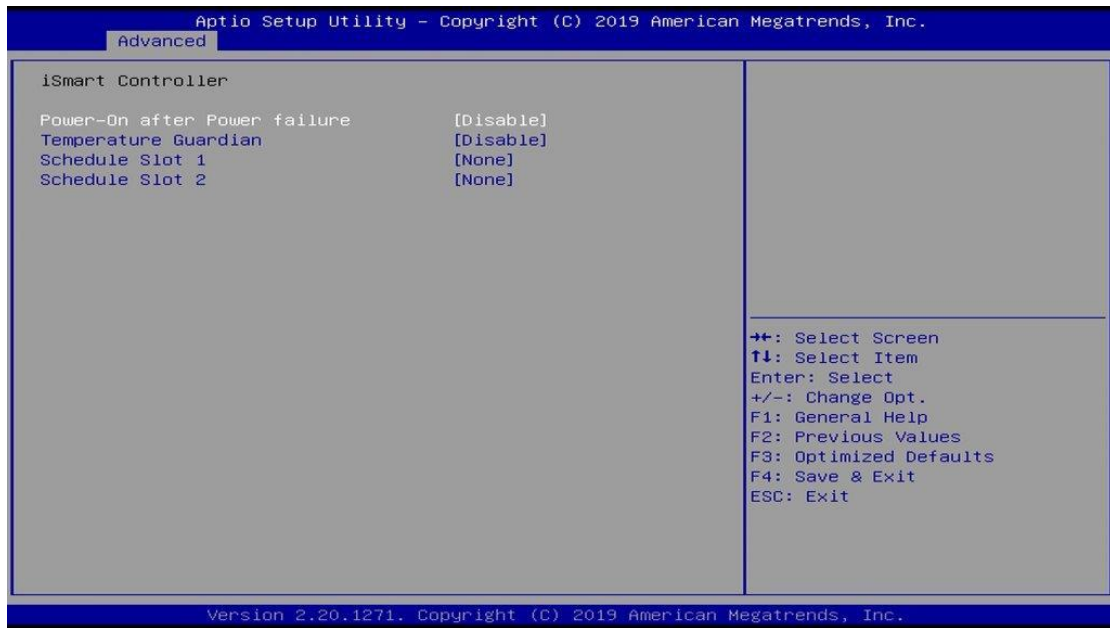 Aptio Setup Utility – Copyright (C) 2019 American Megatrends, Inc.
Advanced
iSmart Controller
Power-On after Power failure [Disable]
Temperature Guardian [Disable]
Schedule Slot 1 [None]
Schedule Slot 2 [None]
→←: Select Screen
↑↓: Select Item
Enter: Select
+/-: Change Opt.
F1: General Help
F2: Previous Values
F3: Optimized Defaults
F4: Save & Exit
ESC: Exit
Version 2.20.1271. Copyright (C) 2019 American Megatrends, Inc.